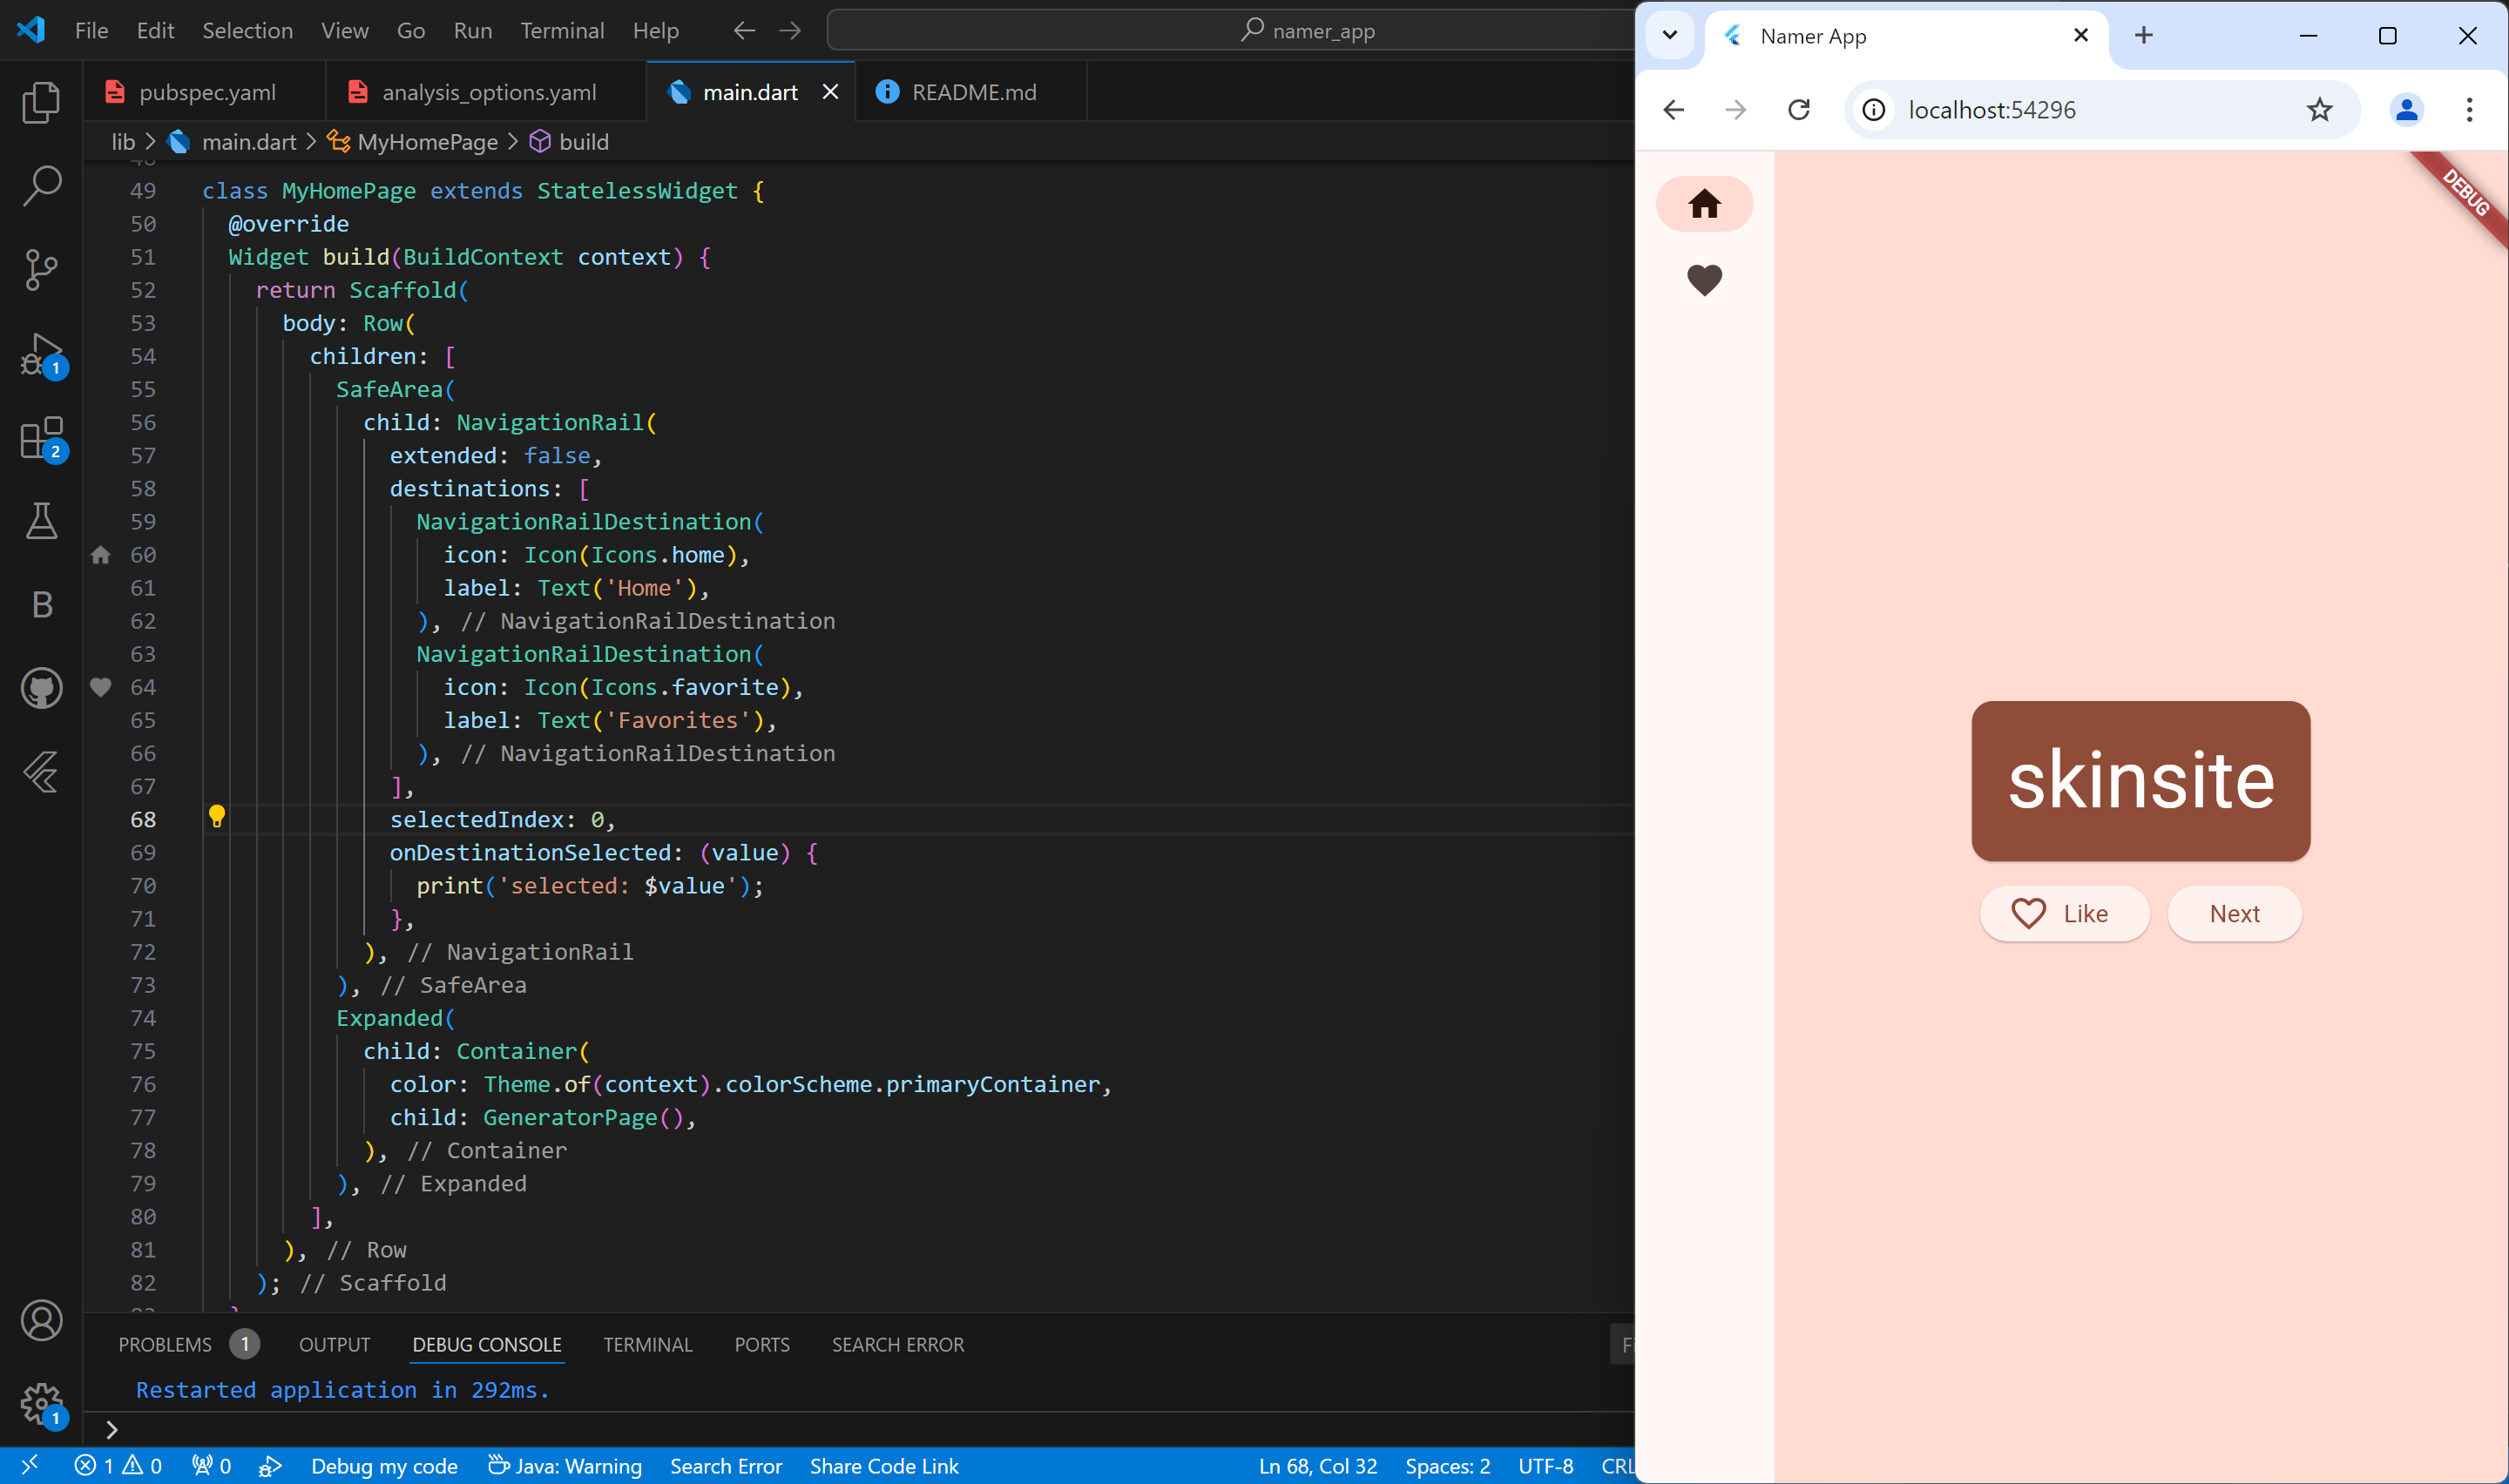 File Edit Selection View Go Run Terminal Help
namer_app
pubspec.yaml
analysis_options.yaml
main.dart
README.md
lib > main.dart > MyHomePage > build
49 class MyHomePage extends StatelessWidget {
50 @override
51 Widget build(BuildContext context) {
52 return Scaffold(
53 body: Row(
54 children: [
55 SafeArea(
56 child: NavigationRail(
57 extended: false,
58 destinations: [
59 NavigationRailDestination(
60 icon: Icon(Icons.home),
61 label: Text('Home'),
62 ), // NavigationRailDestination
63 NavigationRailDestination(
64 icon: Icon(Icons.favorite),
65 label: Text('Favorites'),
66 ), // NavigationRailDestination
67 ],
68 selectedIndex: 0,
69 onDestinationSelected: (value) {
70 print('selected: $value');
71 },
72 ), // NavigationRail
73 ), // SafeArea
74 Expanded(
75 child: Container(
76 color: Theme.of(context).colorScheme.primaryContainer,
77 child: GeneratorPage(),
78 ), // Container
79 ), // Expanded
80 ],
81 ), // Row
82 ); // Scaffold
1
2
B
1
PROBLEMS 1 OUTPUT DEBUG CONSOLE TERMINAL PORTS SEARCH ERROR
Restarted application in 292ms.
>
1 0 0 Debug my code Java: Warning Search Error Share Code Link Ln 68, Col 32 Spaces: 2 UTF-8 CRL
Namer App
localhost:54296
DEBUG
skinsite
Like
Next